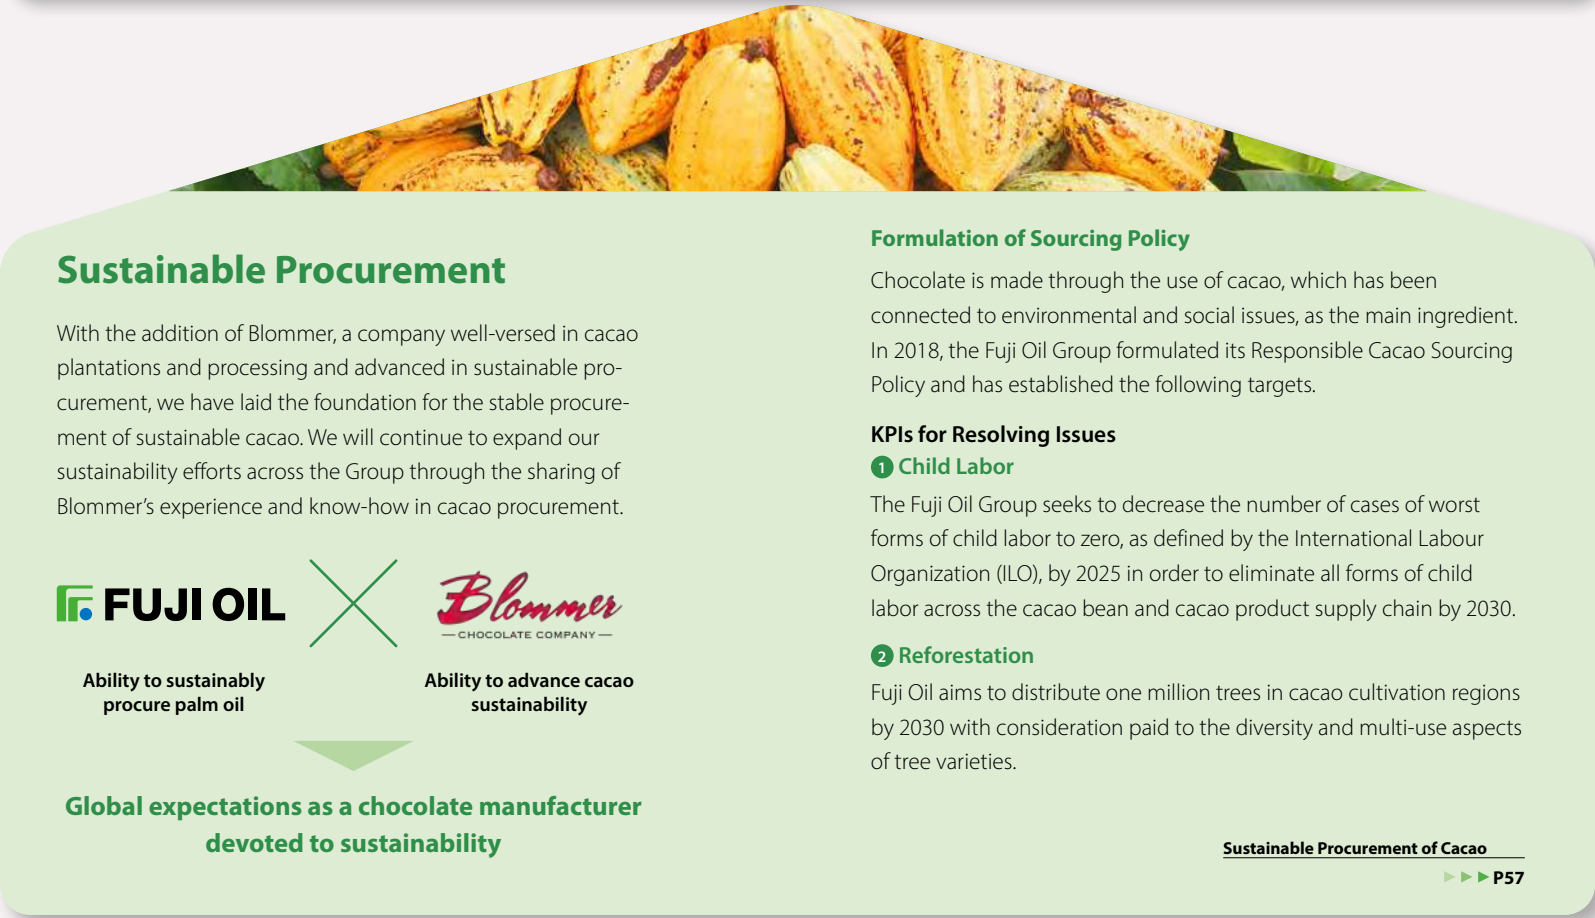 Sustainable Procurement
With the addition of Blommer, a company well-versed in cacao
plantations and processing and advanced in sustainable pro-
curement, we have laid the foundation for the stable procure-
ment of sustainable cacao. We will continue to expand our
sustainability efforts across the Group through the sharing of
Blommer’s experience and know-how in cacao procurement.
FUJI OIL
Blommer
CHOCOLATE COMPANY
Ability to sustainably
procure palm oil
Ability to advance cacao
sustainability
Global expectations as a chocolate manufacturer
devoted to sustainability
Formulation of Sourcing Policy
Chocolate is made through the use of cacao, which has been
connected to environmental and social issues, as the main ingredient.
In 2018, the Fuji Oil Group formulated its Responsible Cacao Sourcing
Policy and has established the following targets.
KPIs for Resolving Issues
1 Child Labor
The Fuji Oil Group seeks to decrease the number of cases of worst
forms of child labor to zero, as defined by the International Labour
Organization (ILO), by 2025 in order to eliminate all forms of child
labor across the cacao bean and cacao product supply chain by 2030.
2 Reforestation
Fuji Oil aims to distribute one million trees in cacao cultivation regions
by 2030 with consideration paid to the diversity and multi-use aspects
of tree varieties.
Sustainable Procurement of Cacao
P57